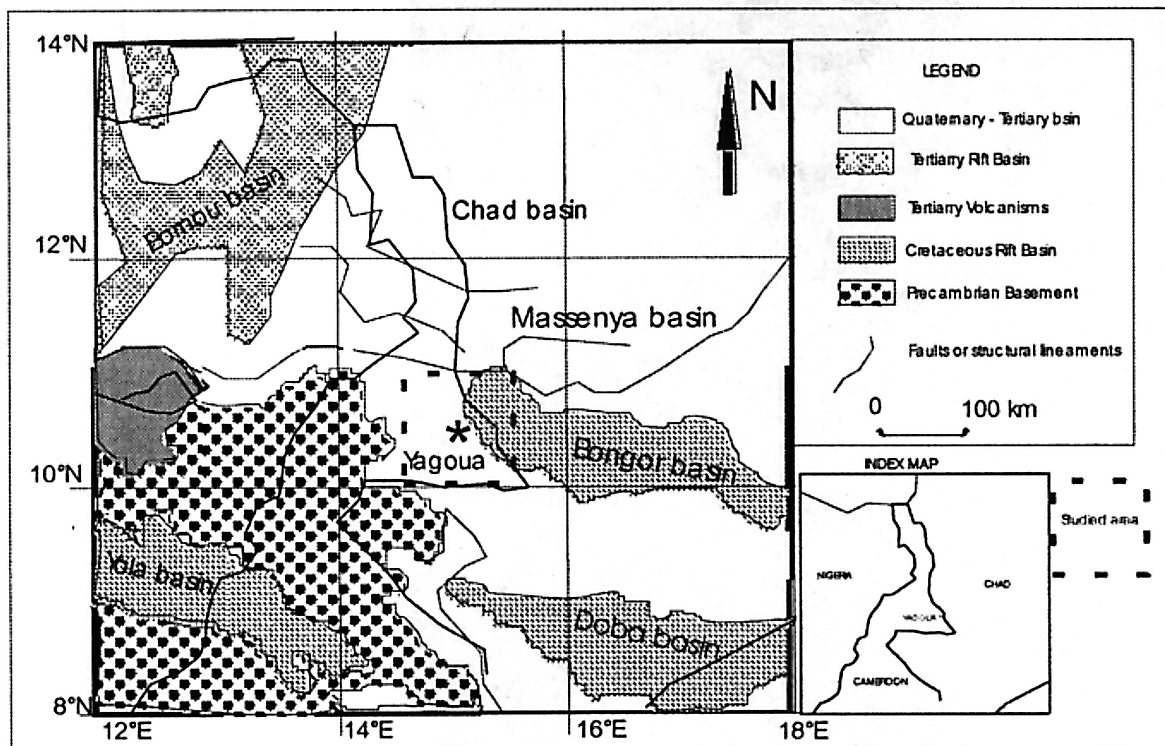 14°N
N
Bombu basin
Chad basin
12°N
Massenya basin
Yagoua
Bongor basin
10°N
Yola basin
Doba basin
8°N
12°E
14°E
16°E
18°E
LEGEND
Quaternary - Tertiary bsin
Tertiarry Rift Basin
Tertiary Volcanisms
Cretaceous Rift Basin
Precambrian Basement
Faults or structural lineaments
0 100 km
INDEX MAP
NIGERIA
CHAD
YAGOUA
CAMEROON
Studied area